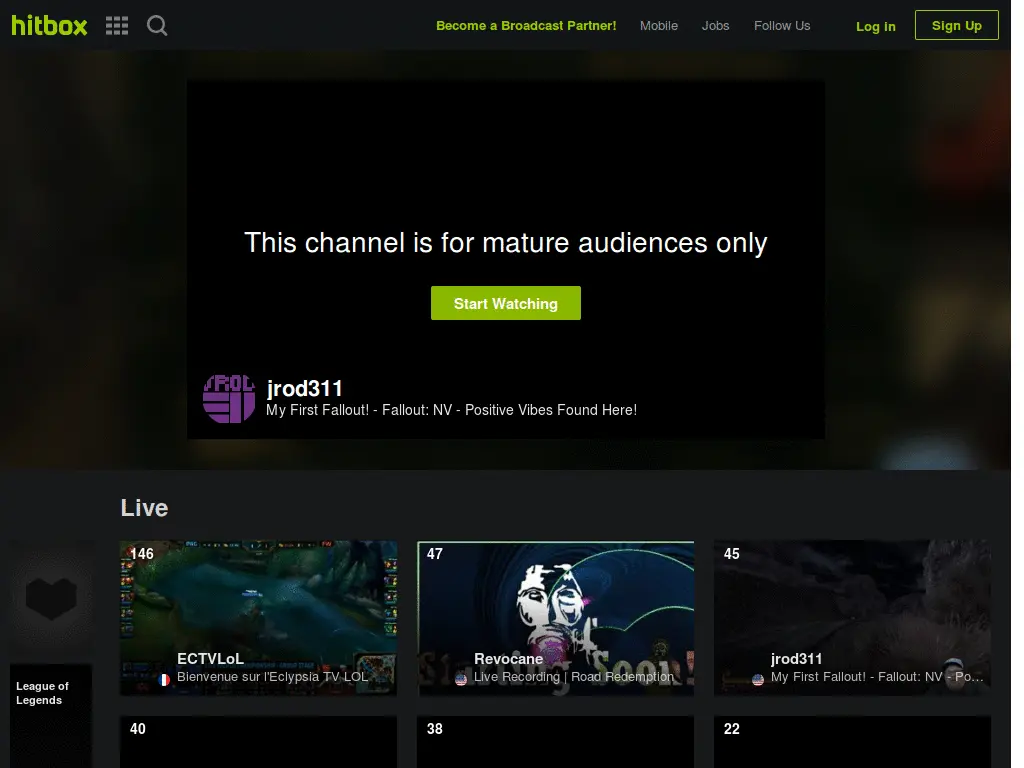 hitbox
Become a Broadcast Partner!
Mobile
Jobs
Follow Us
Log in
Sign Up
This channel is for mature audiences only
Start Watching
jrod311
My First Fallout! - Fallout: NV - Positive Vibes Found Here!
Live
146
ECTVLoL
Bienvenue sur l'Eclypsia TV LOL
47
Starting Soon!
Revocane
Live Recording | Road Redemption
45
jrod311
My First Fallout! - Fallout: NV - Po...
League of
Legends
40
38
22